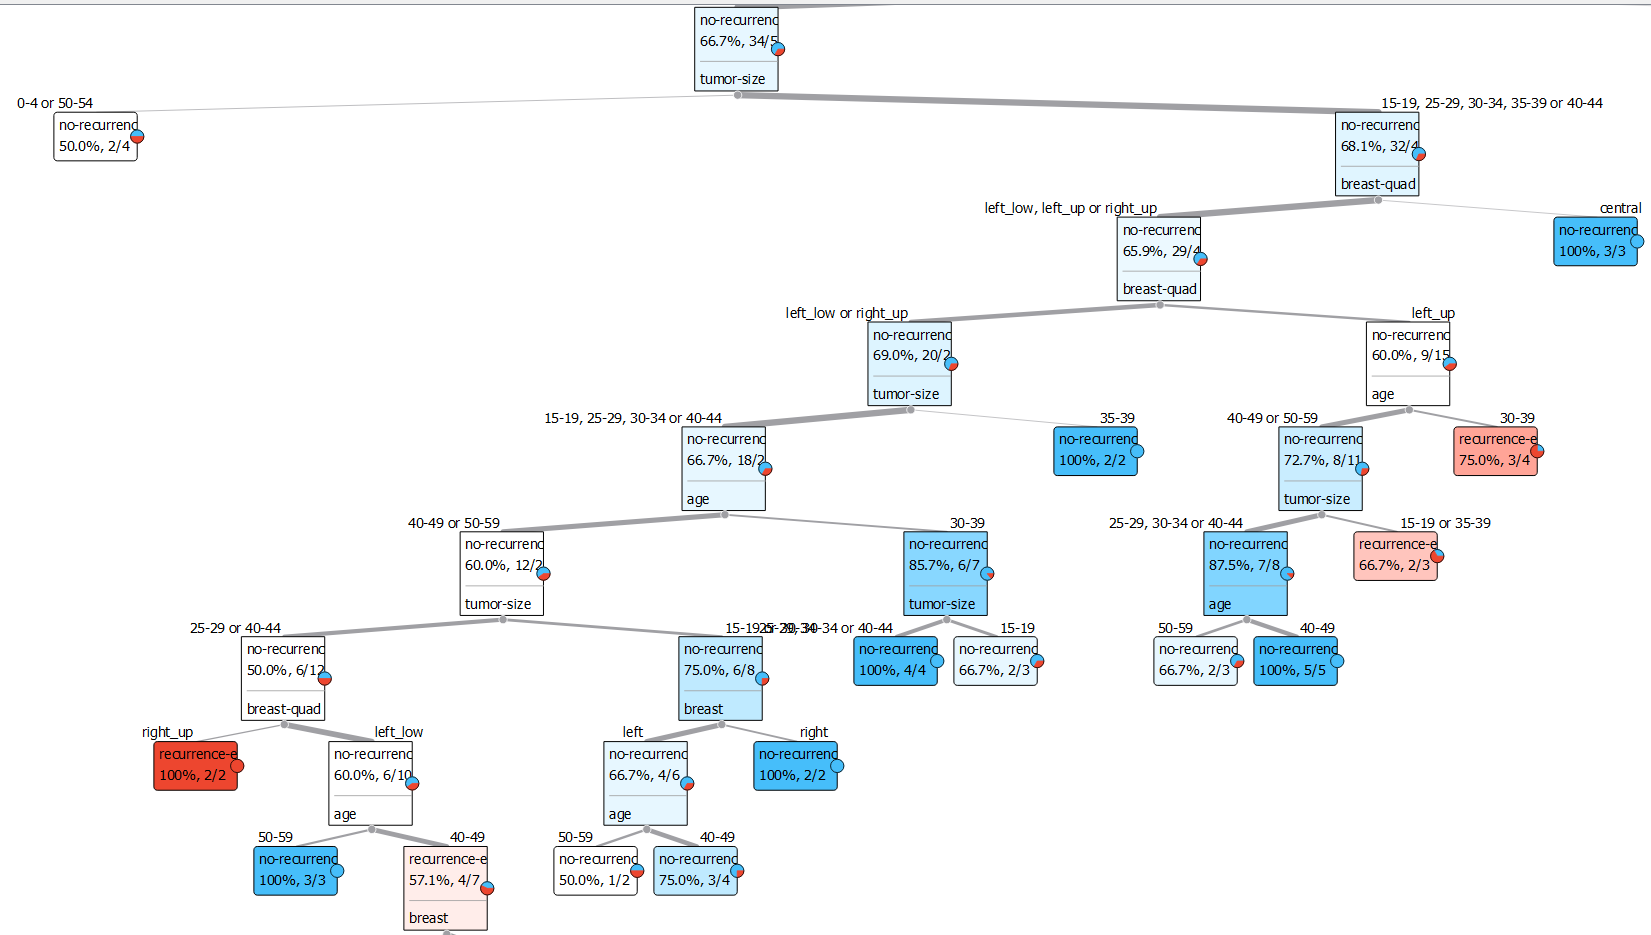 no-recurrenc
66.7%, 34/5
tumor-size
0-4 or 50-54
no-recurrenc
50.0%, 2/4
15-19, 25-29, 30-34, 35-39 or 40-44
no-recurrenc
68.1%, 32/4
breast-quad
left_low, left_up or right_up
no-recurrenc
65.9%, 29/4
breast-quad
central
no-recurrenc
100%, 3/3
left_low or right_up
no-recurrenc
69.0%, 20/2
tumor-size
left_up
no-recurrenc
60.0%, 9/15
age
15-19, 25-29, 30-34 or 40-44
no-recurrenc
66.7%, 18/2
age
35-39
no-recurrenc
100%, 2/2
40-49 or 50-59
no-recurrenc
72.7%, 8/11
tumor-size
30-39
recurrence-e
75.0%, 3/4
40-49 or 50-59
no-recurrenc
60.0%, 12/2
tumor-size
30-39
no-recurrenc
85.7%, 6/7
tumor-size
25-29, 30-34 or 40-44
no-recurrenc
87.5%, 7/8
age
15-19 or 35-39
recurrence-e
66.7%, 2/3
25-29 or 40-44
no-recurrenc
50.0%, 6/12
breast-quad
15-19
no-recurrenc
75.0%, 6/8
breast
30-34 or 40-44
no-recurrenc
100%, 4/4
15-19
no-recurrenc
66.7%, 2/3
50-59
no-recurrenc
66.7%, 2/3
40-49
no-recurrenc
100%, 5/5
right_up
recurrence-e
100%, 2/2
left_low
no-recurrenc
60.0%, 6/10
age
left
no-recurrenc
66.7%, 4/6
age
right
no-recurrenc
100%, 2/2
50-59
no-recurrenc
100%, 3/3
40-49
recurrence-e
57.1%, 4/7
breast
50-59
no-recurrenc
50.0%, 1/2
40-49
no-recurrenc
75.0%, 3/4